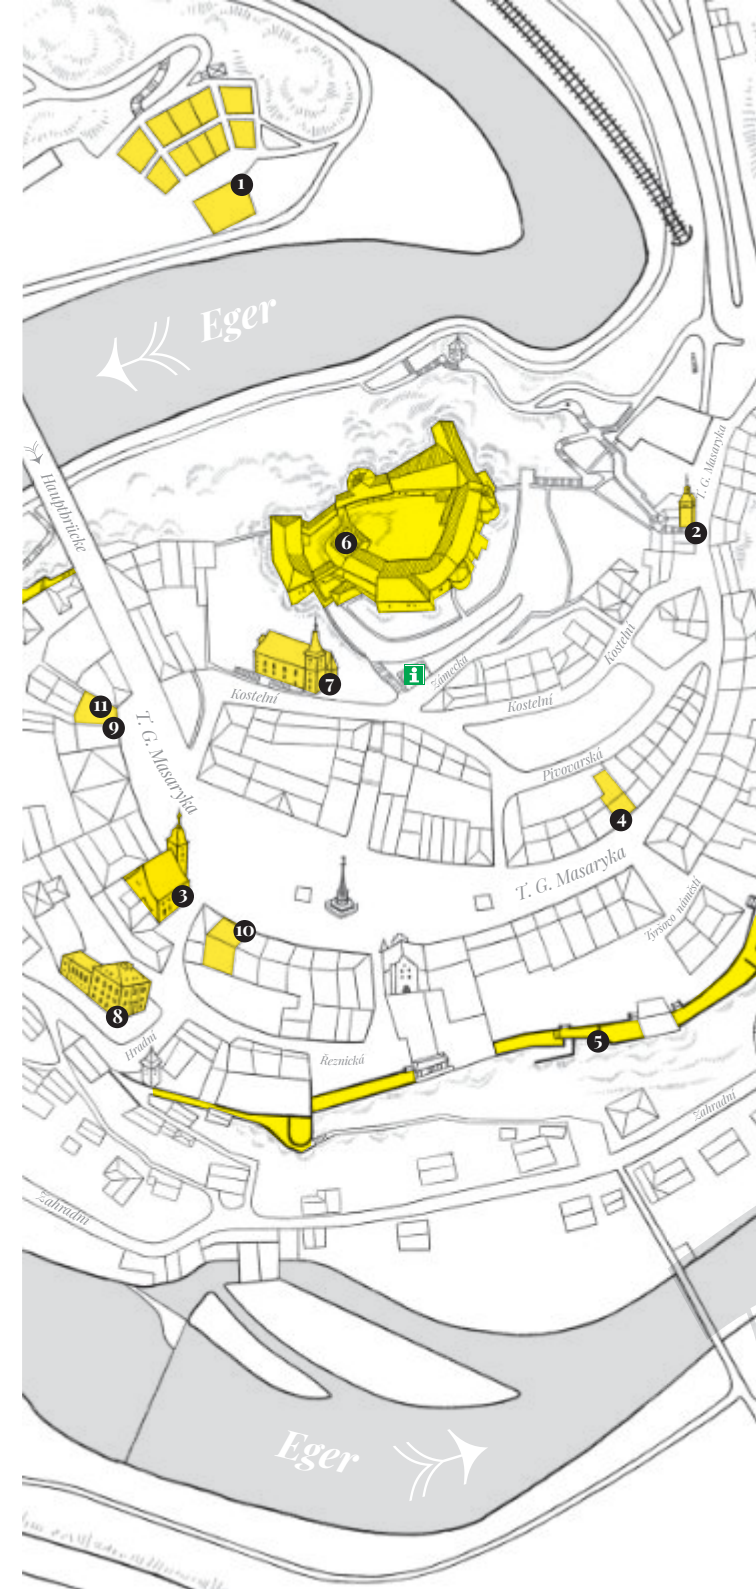 1
Eger
T. G. Masaryka
Hauptbrücke
2
6
Kostelní
Zámecká
i
7
Kostelní
Kostelní
11
9
T. G. Masaryka
Pivovarská
4
T. G. Masaryka
3
Tyršovo náměstí
10
8
5
Hradní
Řeznická
Zahradní
Zahradní
Eger